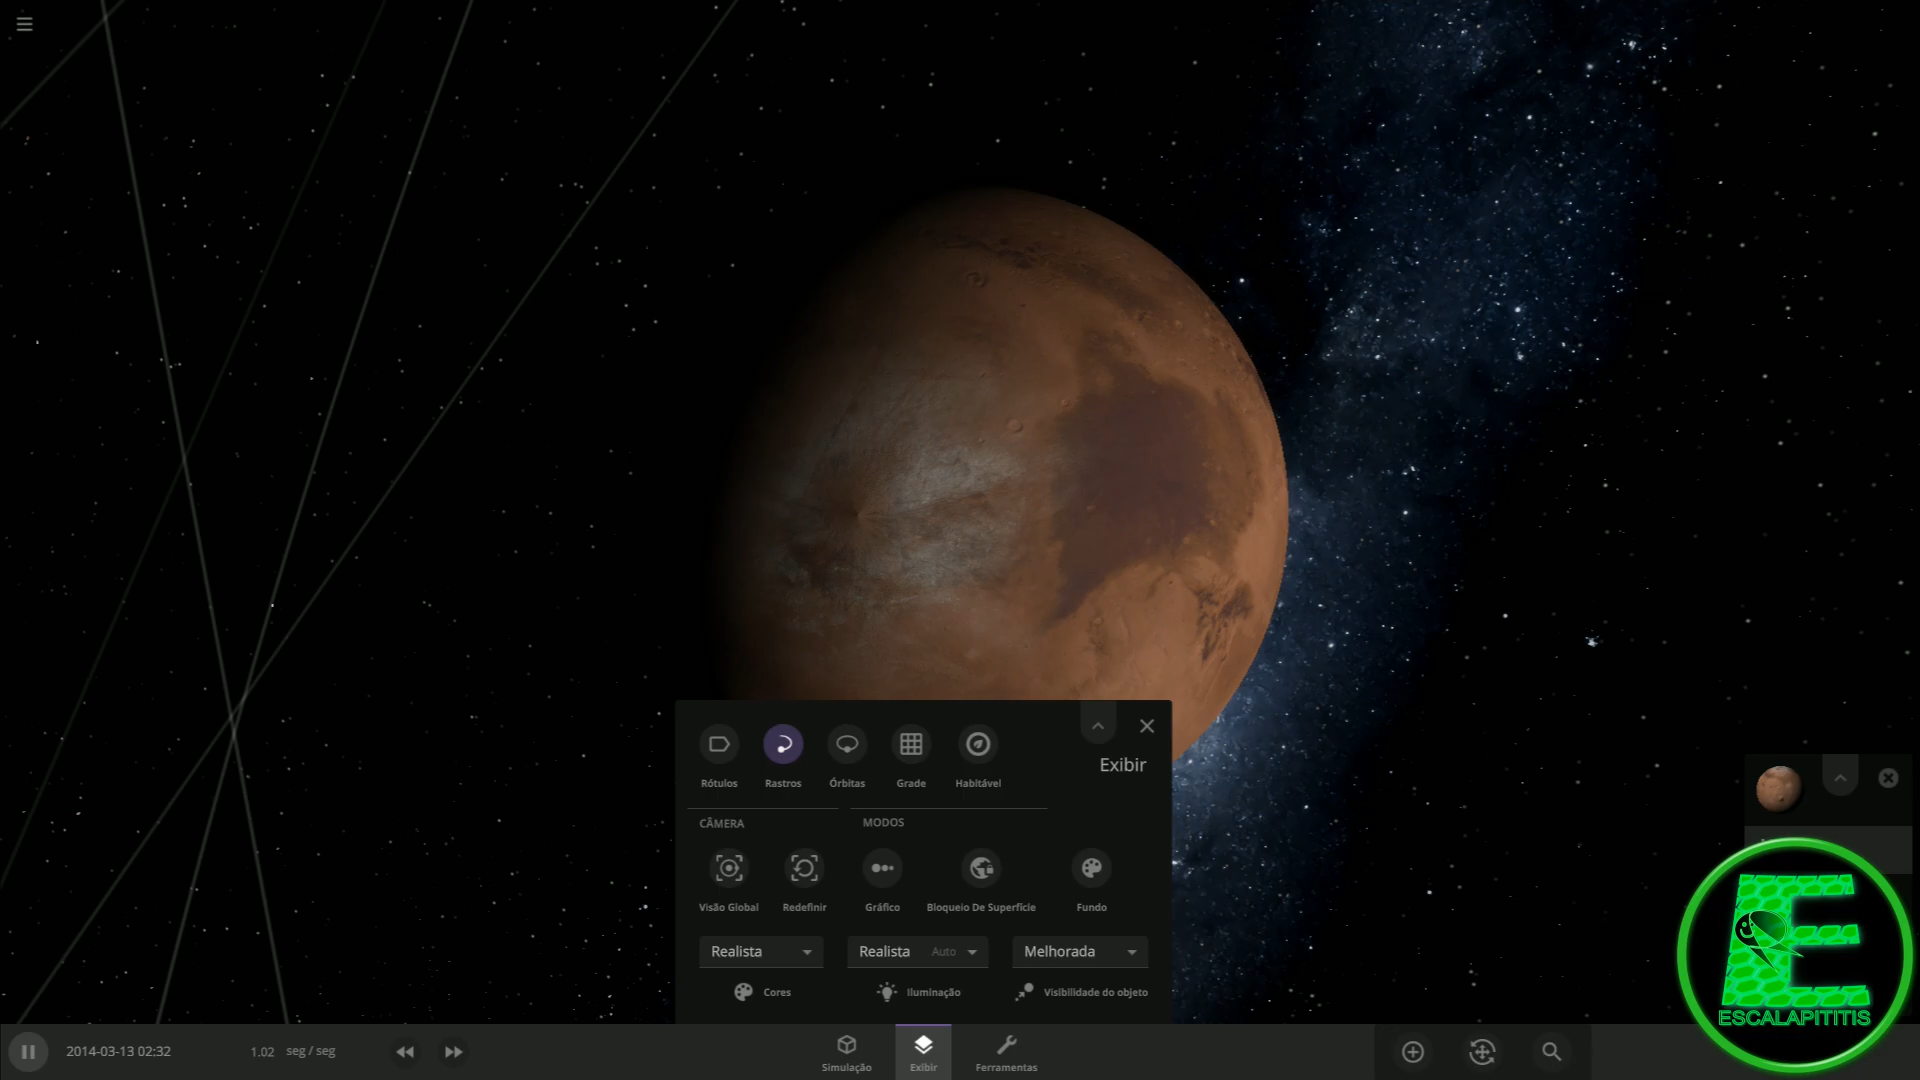 Rótulos
Rastros
Órbitas
Grade
Habitável
Exibir
CÂMERA
MODOS
Visão Global
Redefinir
Gráfico
Bloqueio De Superfície
Fundo
Realista
Realista Auto
Melhorada
Cores
Iluminação
Visibilidade do objeto
E
ESCALAPITITIS
2014-03-13 02:32
1.02 seg / seg
Simulação
Exibir
Ferramentas